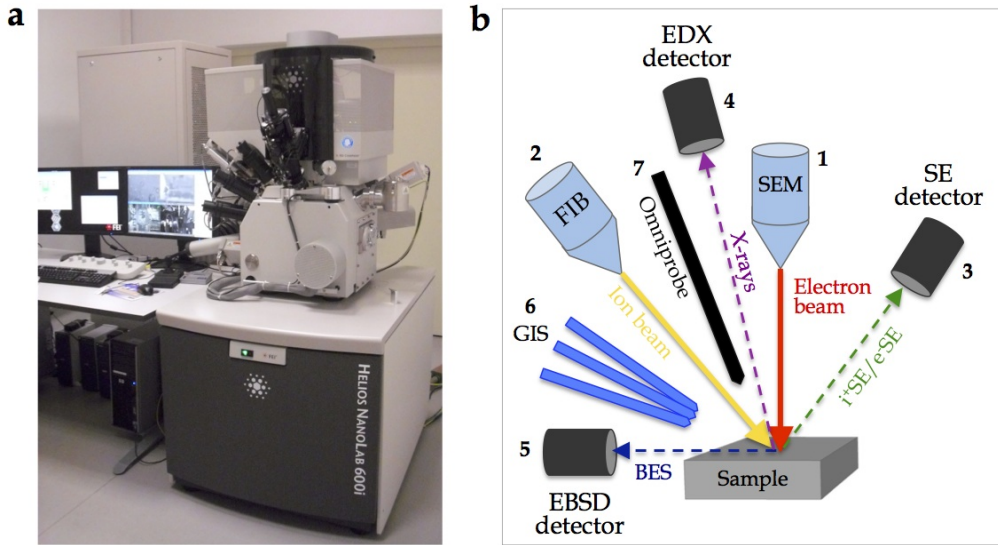 a
HELIOS NANOLAB 600i
b
EDX
detector
4
2
7
1
SEM
SE
detector
FIB
Omniprobe
X-rays
3
Electron
beam
Ion beam
6
GIS
i⁺SE/e⁻SE
5
BES
Sample
EBSD
detector